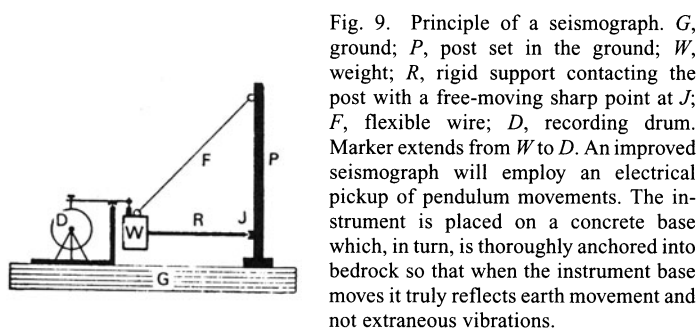 Fig. 9. Principle of a seismograph. G,
ground; P, post set in the ground; W,
weight; R, rigid support contacting the
post with a free-moving sharp point at J;
F, flexible wire; D, recording drum.
Marker extends from W to D. An improved
seismograph will employ an electrical
pickup of pendulum movements. The in-
strument is placed on a concrete base
which, in turn, is thoroughly anchored into
bedrock so that when the instrument base
moves it truly reflects earth movement and
not extraneous vibrations.
F
P
D
W
R
J
G